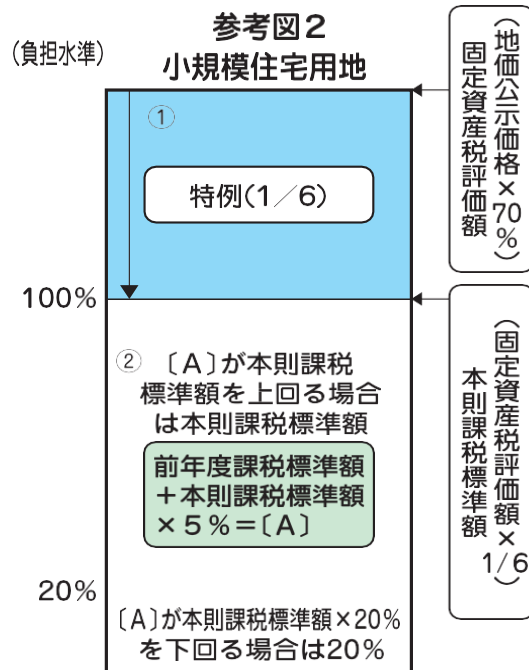 参考図2
小規模住宅用地
(負担水準)
①
特例(1/6)
100%
② 〔A〕が本則課税
標準額を上回る場合
は本則課税標準額
前年度課税標準額
+本則課税標準額
×5%=〔A〕
20%
〔A〕が本則課税標準額×20%
を下回る場合は20%
(地価公示価格×70%)
固定資産税評価額
(固定資産税評価額×1/6)
本則課税標準額